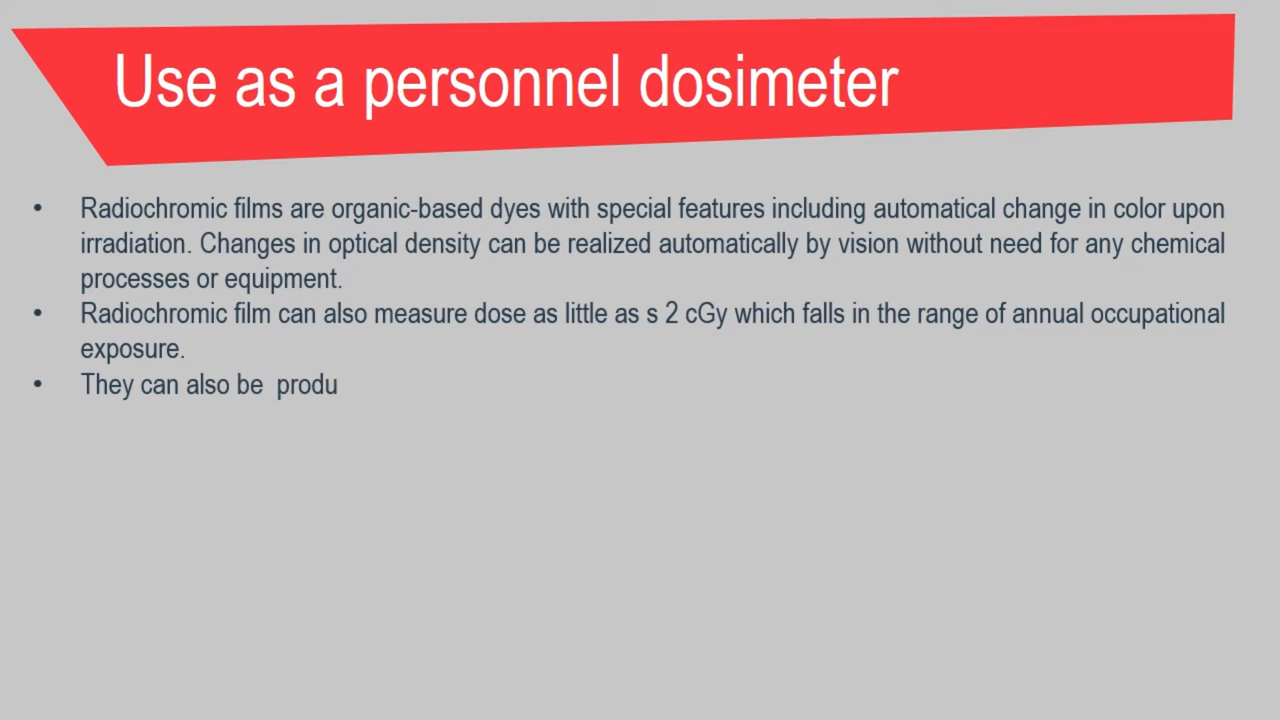 Use as a personnel dosimeter
• Radiochromic films are organic-based dyes with special features including automatical change in color upon
irradiation. Changes in optical density can be realized automatically by vision without need for any chemical
processes or equipment.
• Radiochromic film can also measure dose as little as s 2 cGy which falls in the range of annual occupational
exposure.
• They can also be  produ